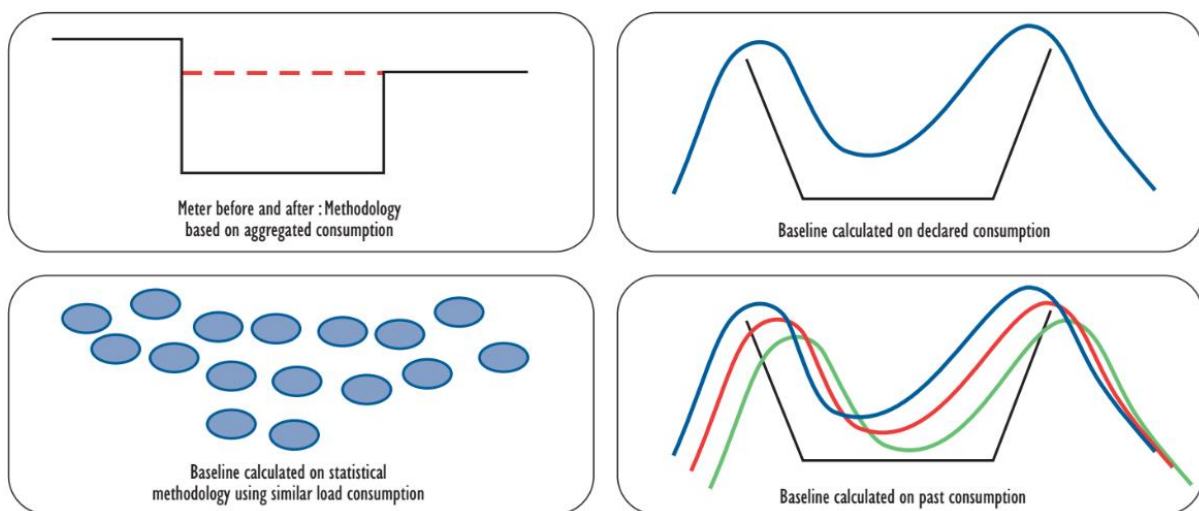 Meter before and after : Methodology
based on aggregated consumption
Baseline calculated on declared consumption
Baseline calculated on statistical
methodology using similar load consumption
Baseline calculated on past consumption